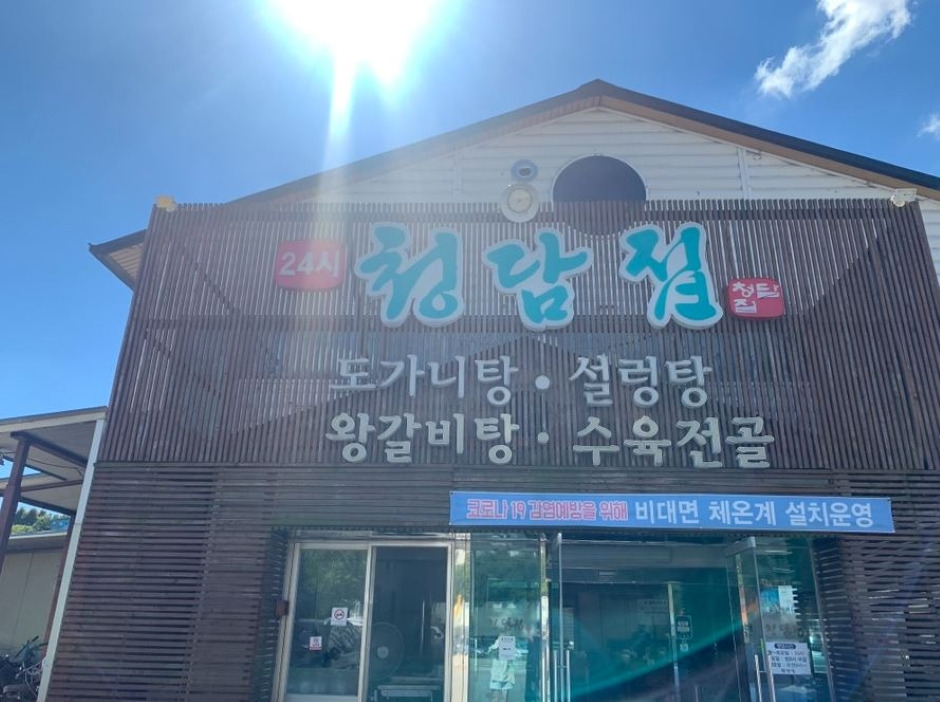 24시 청담집 청담집
도가니탕 · 설렁탕
왕갈비탕 · 수육전골
코로나 19 감염예방을 위해 비대면 체온계 설치운영